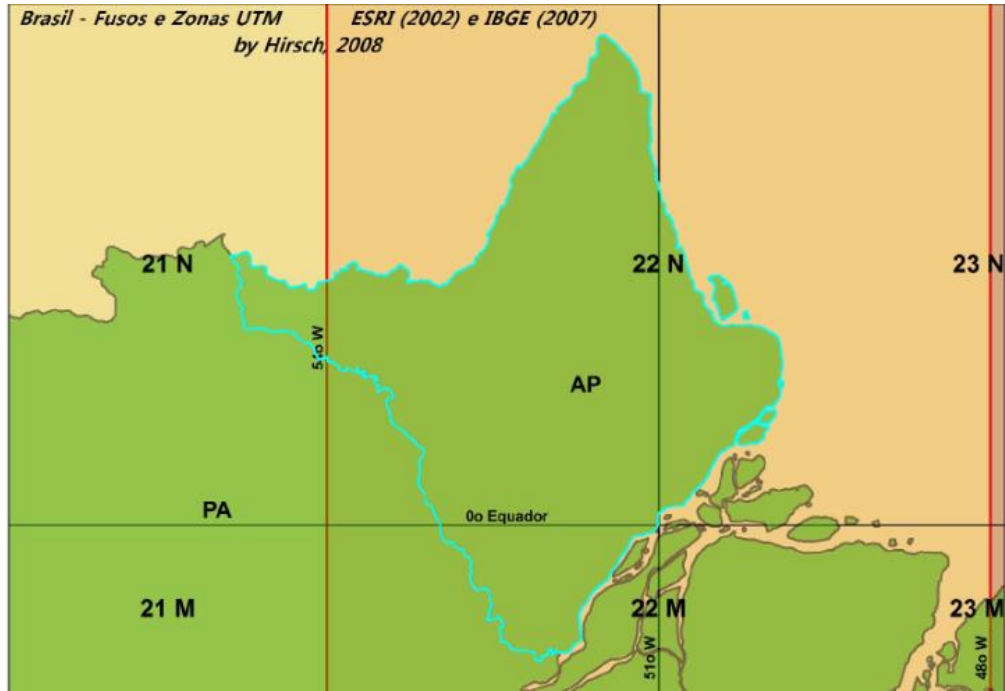 Brasil - Fusos e Zonas UTM ESRI (2002) e IBGE (2007)
by Hirsch, 2008
21 N
22 N
23 N
54o W
AP
PA
0o Equador
21 M
22 M
23 M
51o W
48o W